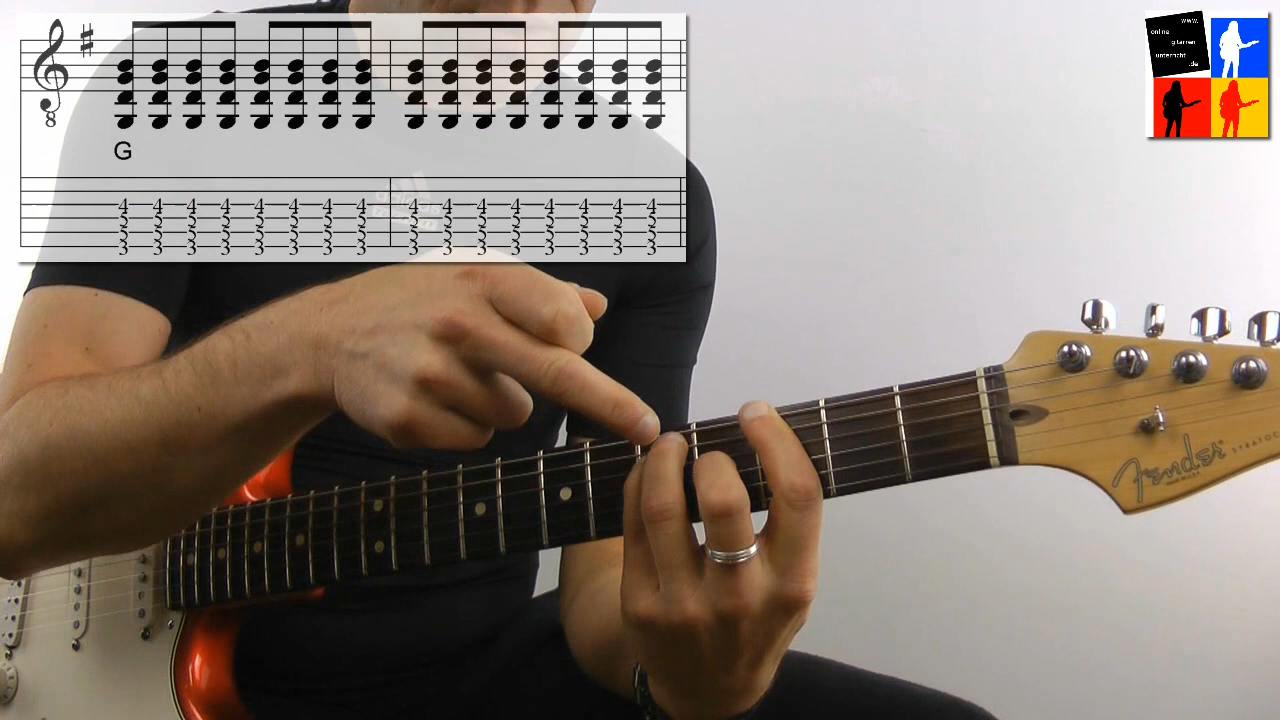 8
G
4 4 4 4 4 4 4 4 4 4 4 4 4 4 4 4
5 5 5 5 5 5 5 5 5 5 5 5 5 5 5 5
5 5 5 5 5 5 5 5 5 5 5 5 5 5 5 5
3 3 3 3 3 3 3 3 3 3 3 3 3 3 3 3
www.
online
gitarren
unterricht
.de
Fender